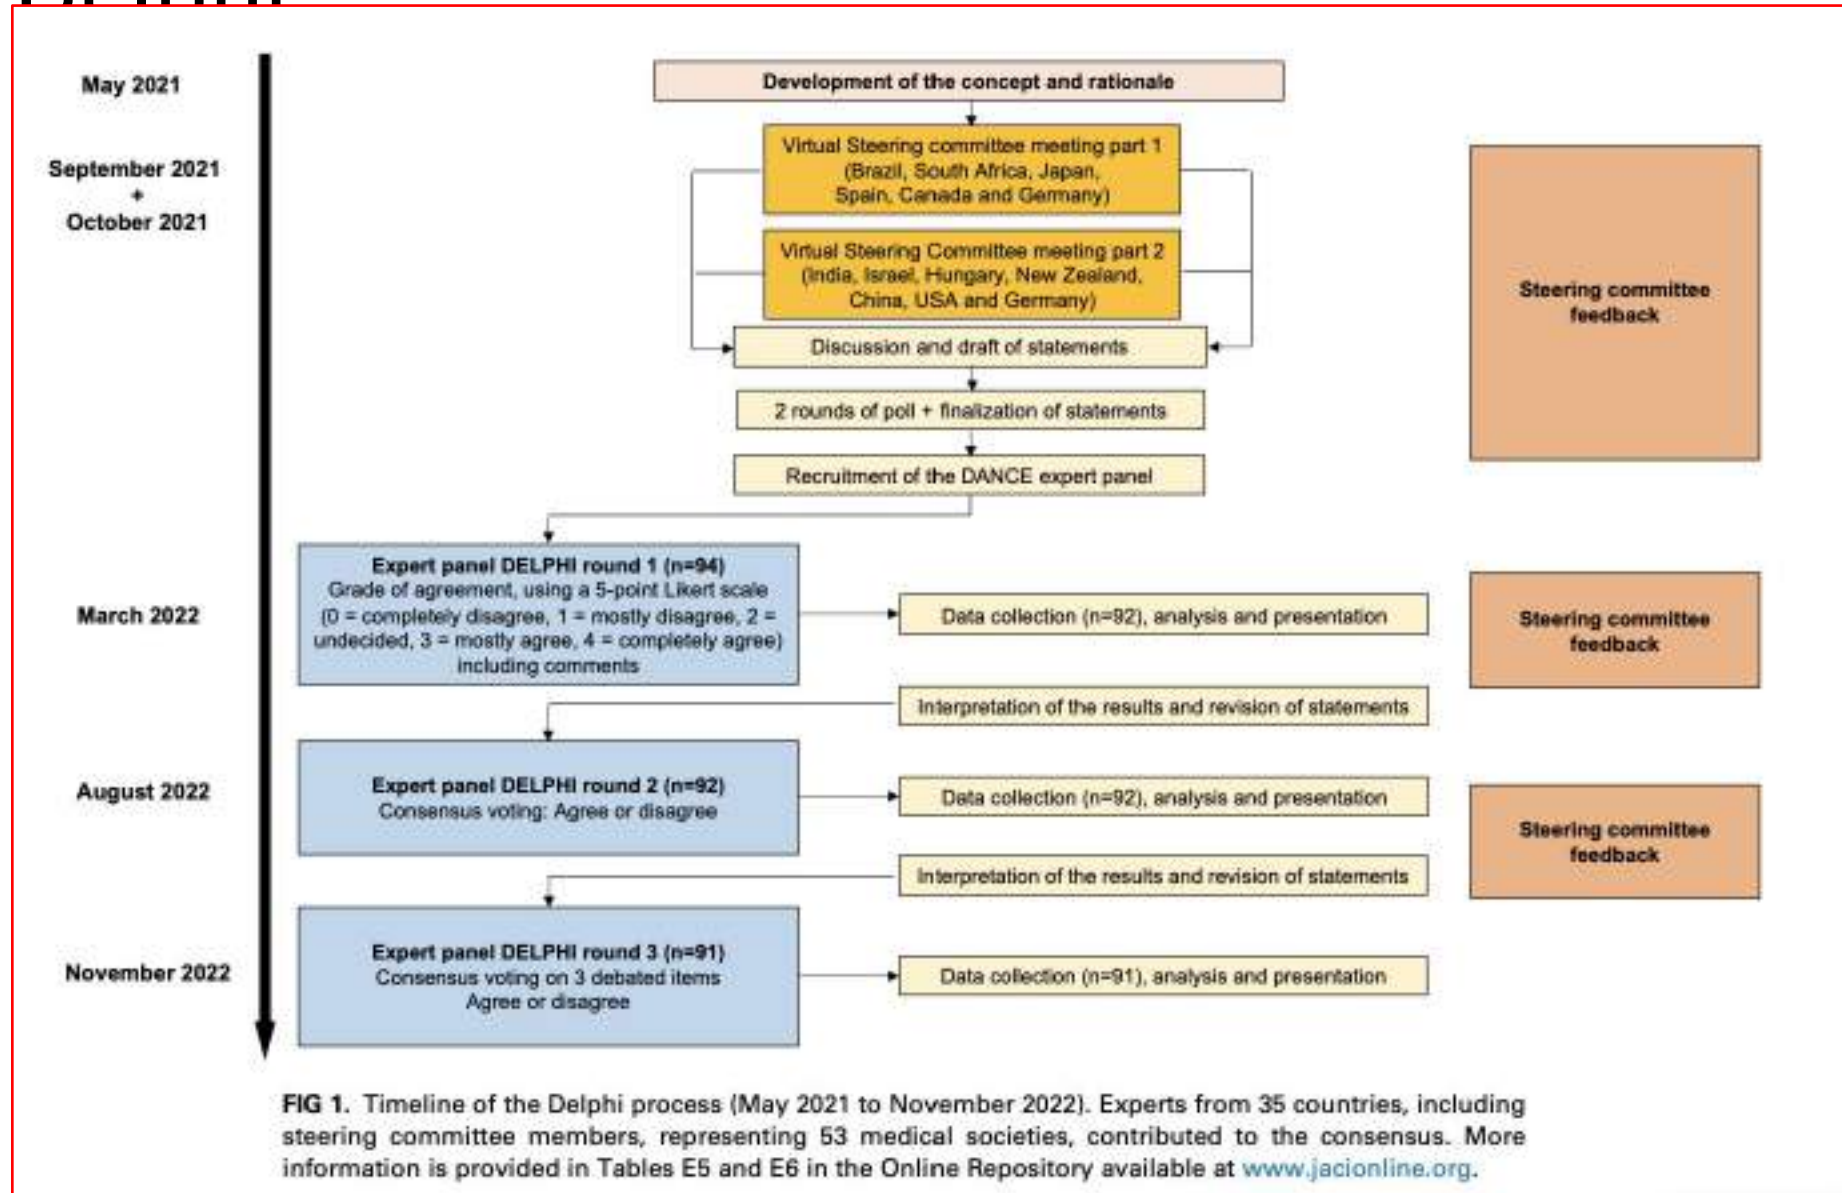 May 2021
Development of the concept and rationale
September 2021
+
October 2021
Virtual Steering committee meeting part 1
(Brazil, South Africa, Japan,
Spain, Canada and Germany)
Virtual Steering Committee meeting part 2
(India, Israel, Hungary, New Zealand,
China, USA and Germany)
Steering committee
feedback
Discussion and draft of statements
2 rounds of poll + finalization of statements
Recruitment of the DANCE expert panel
March 2022
Expert panel DELPHI round 1 (n=94)
Grade of agreement, using a 5-point Likert scale
(0 = completely disagree, 1 = mostly disagree, 2 =
undecided, 3 = mostly agree, 4 = completely agree)
including comments
Data collection (n=92), analysis and presentation
Steering committee
feedback
Interpretation of the results and revision of statements
August 2022
Expert panel DELPHI round 2 (n=92)
Consensus voting: Agree or disagree
Data collection (n=92), analysis and presentation
Steering committee
feedback
Interpretation of the results and revision of statements
November 2022
Expert panel DELPHI round 3 (n=91)
Consensus voting on 3 debated items
Agree or disagree
Data collection (n=91), analysis and presentation
FIG 1. Timeline of the Delphi process (May 2021 to November 2022). Experts from 35 countries, including
steering committee members, representing 53 medical societies, contributed to the consensus. More
information is provided in Tables E5 and E6 in the Online Repository available at www.jacionline.org.